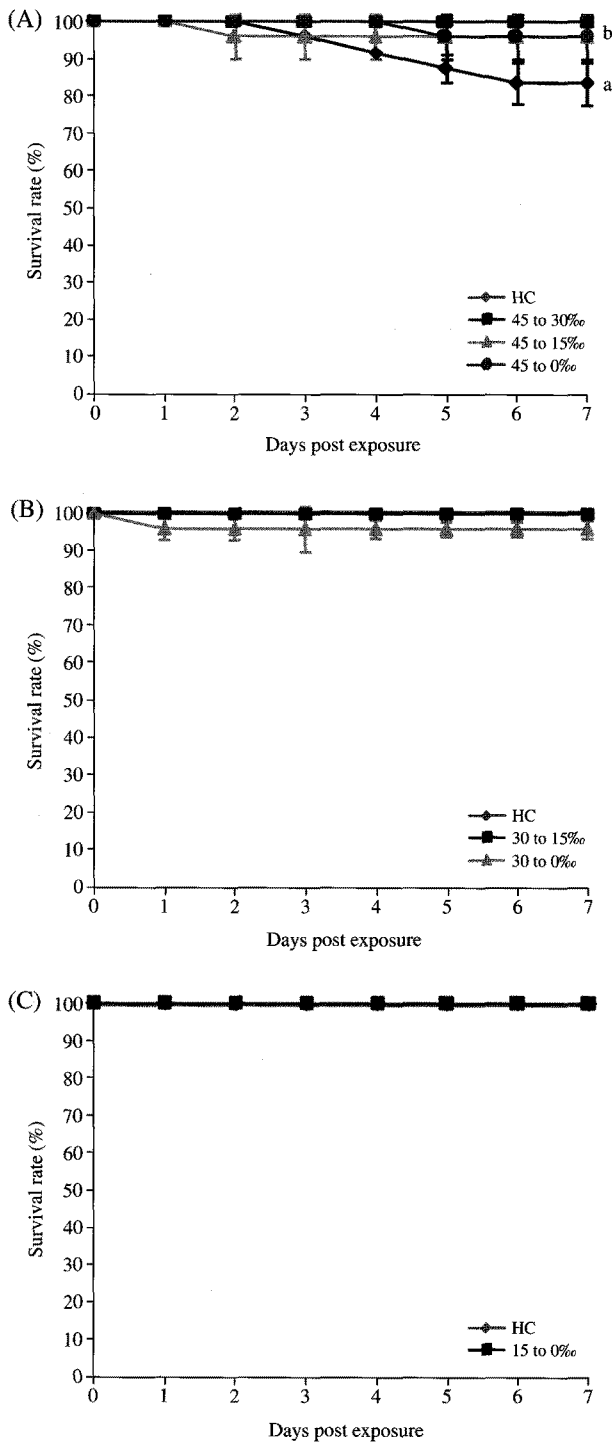 (A)
100
90
80
70
60
50
40
30
20
10
0
Survival rate (%)
b
a
HC
45 to 30‰
45 to 15‰
45 to 0‰
0 1 2 3 4 5 6 7
Days post exposure
(B)
100
90
80
70
60
50
40
30
20
10
0
Survival rate (%)
HC
30 to 15‰
30 to 0‰
0 1 2 3 4 5 6 7
Days post exposure
(C)
100
90
80
70
60
50
40
30
20
10
0
Survival rate (%)
HC
15 to 0‰
0 1 2 3 4 5 6 7
Days post exposure